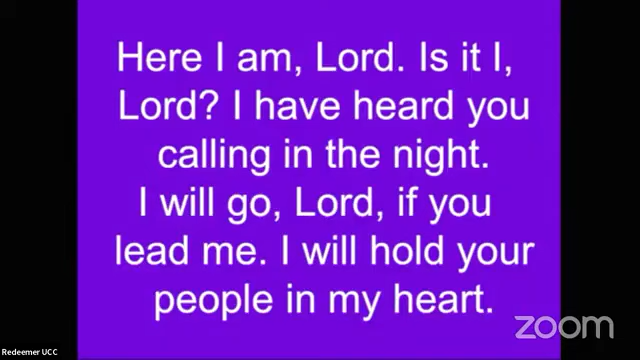 Here I am, Lord. Is it I,
Lord? I have heard you
calling in the night.
I will go, Lord, if you
lead me. I will hold your
people in my heart.
zoom
Redeemer UCC